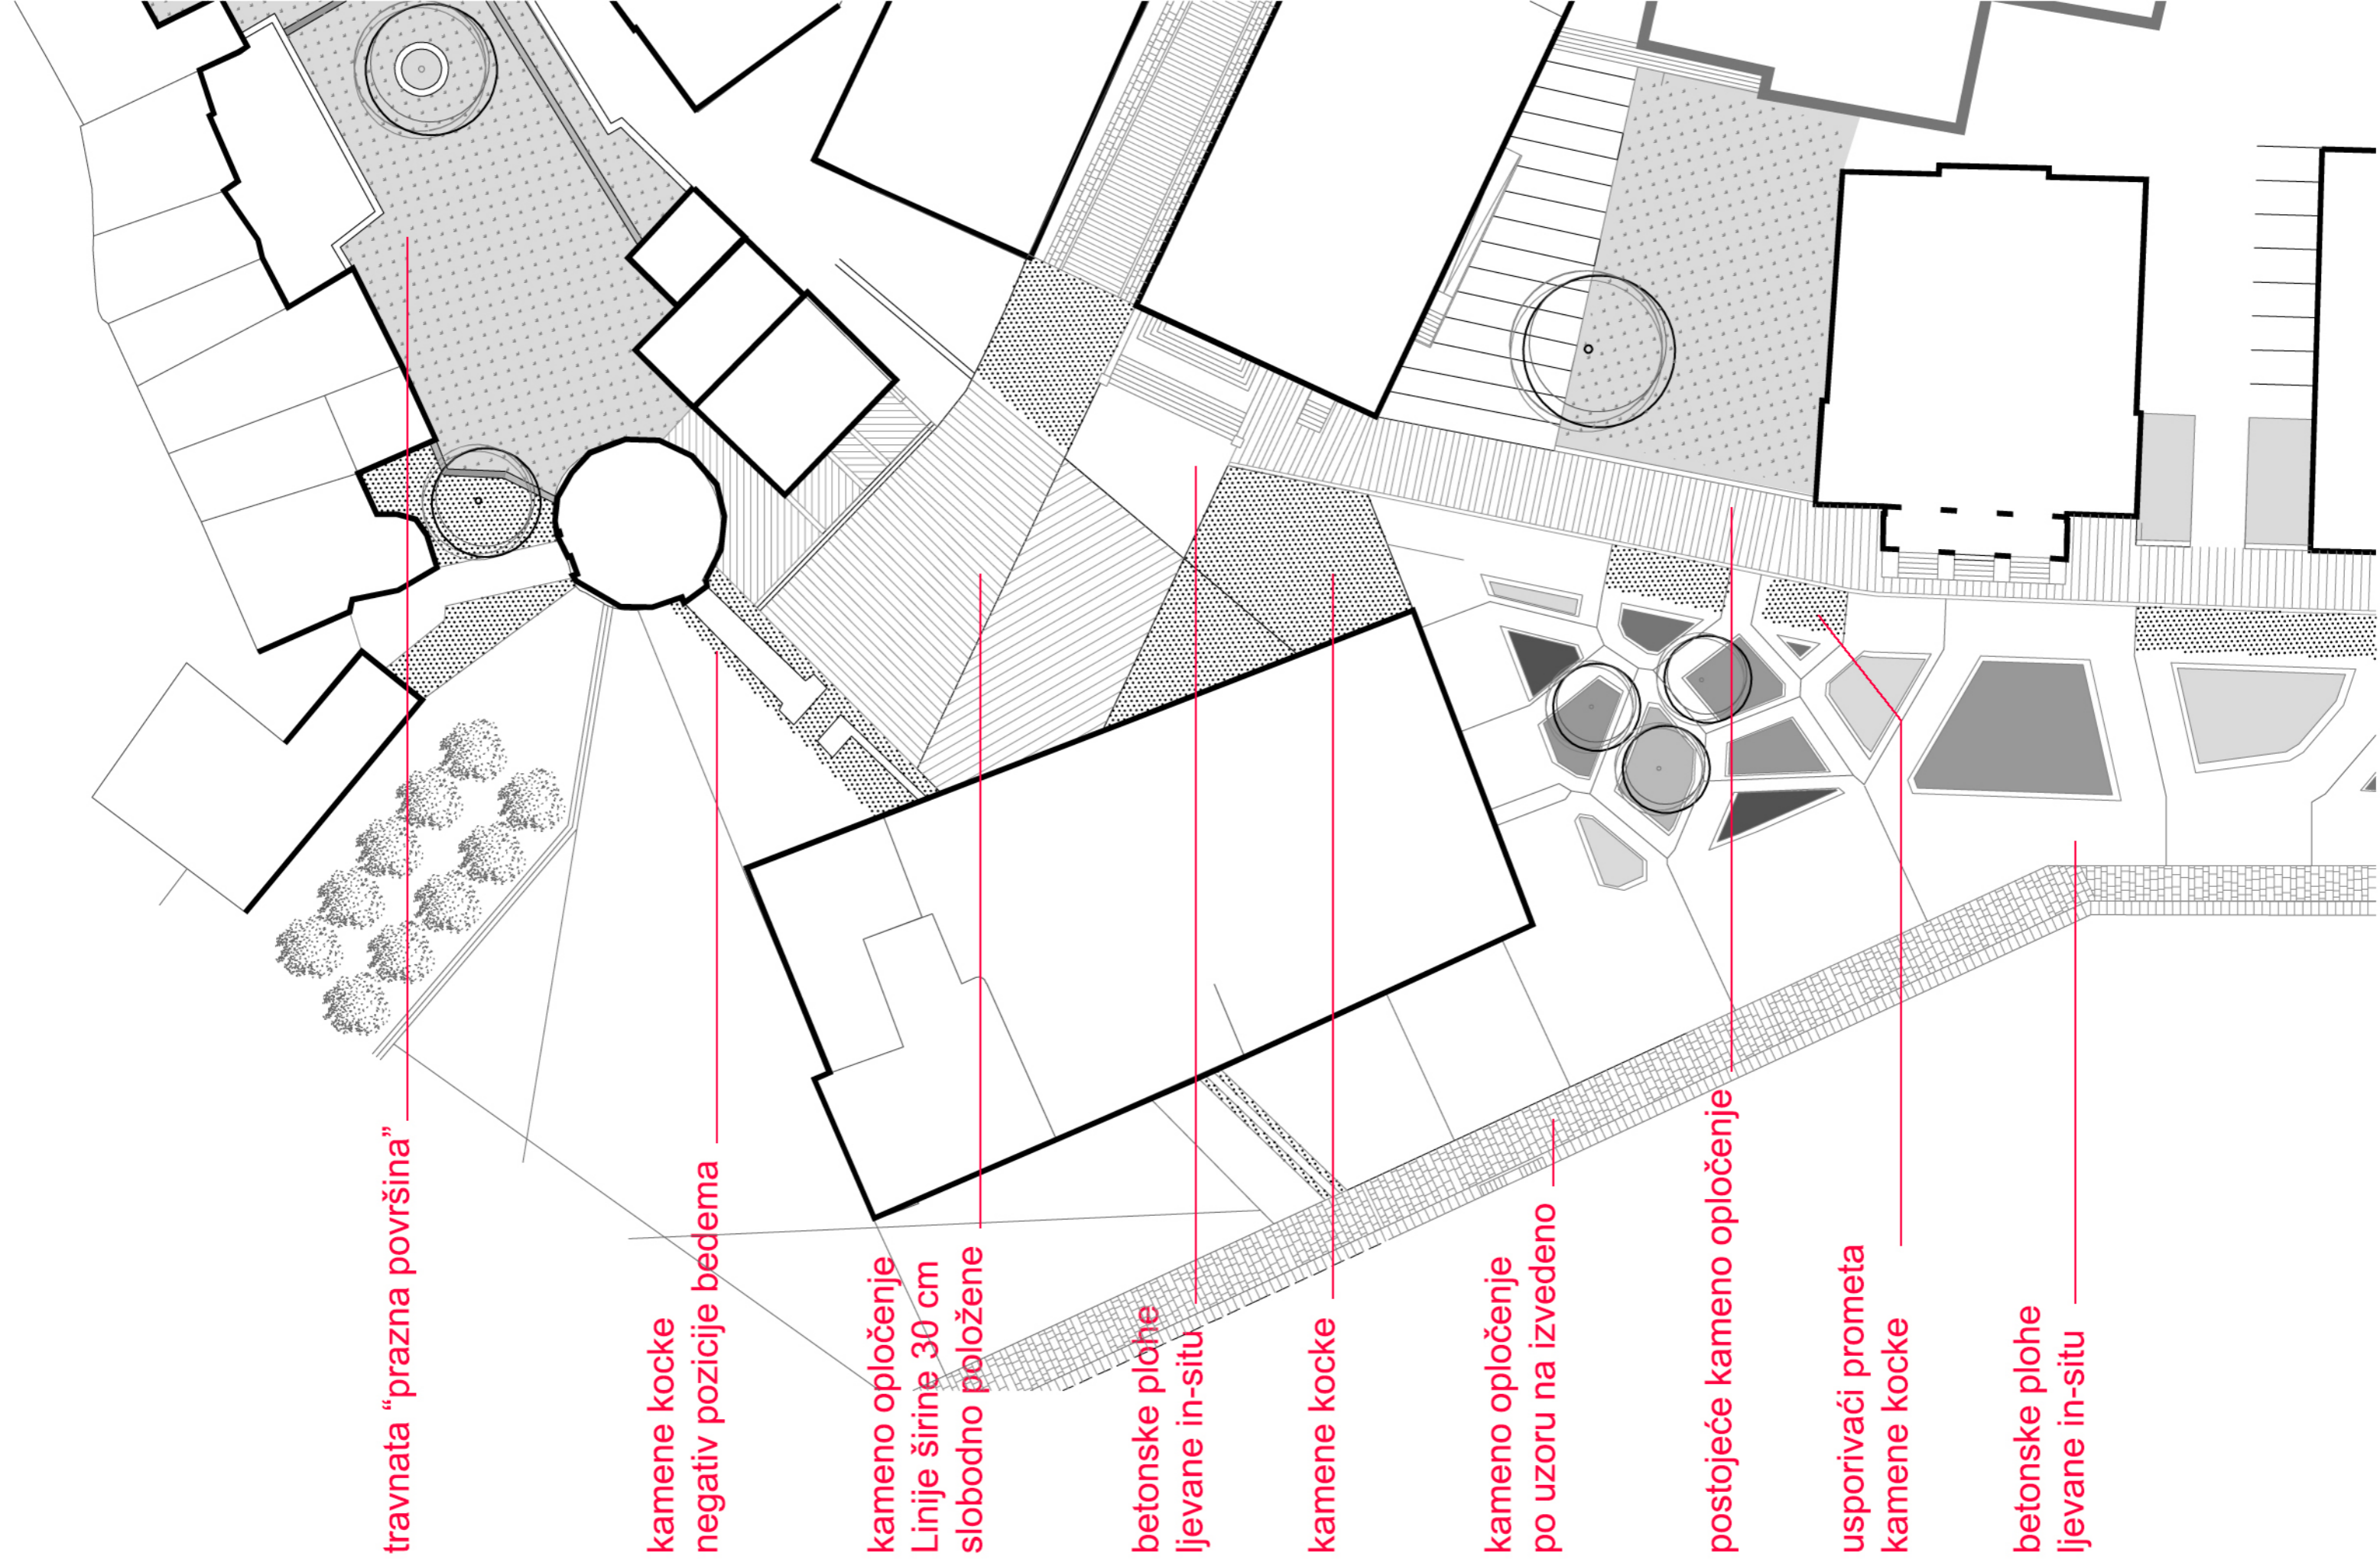 travnata “prazna površina”
kamene kocke
negativ pozicije bedema
kameno opločenje
Linije širine 30 cm
slobodno položene
betonske plohe
ljevane in-situ
kamene kocke
kameno opločenje
po uzoru na izvedeno
postojeće kameno opločenje
usporivaći prometa
kamene kocke
betonske plohe
ljevane in-situ